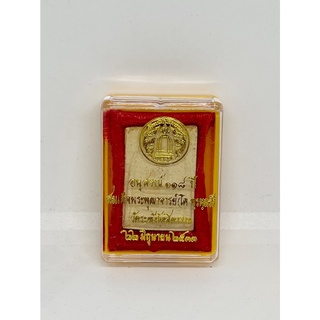 อนุสรณ์ ๑๑๘ ปี
สมเด็จพระพุฒาจารย์ (โต พรหมรังสี)
วัดระฆังโฆสิตาราม
๒๒ มิถุนายน ๒๕๓๓